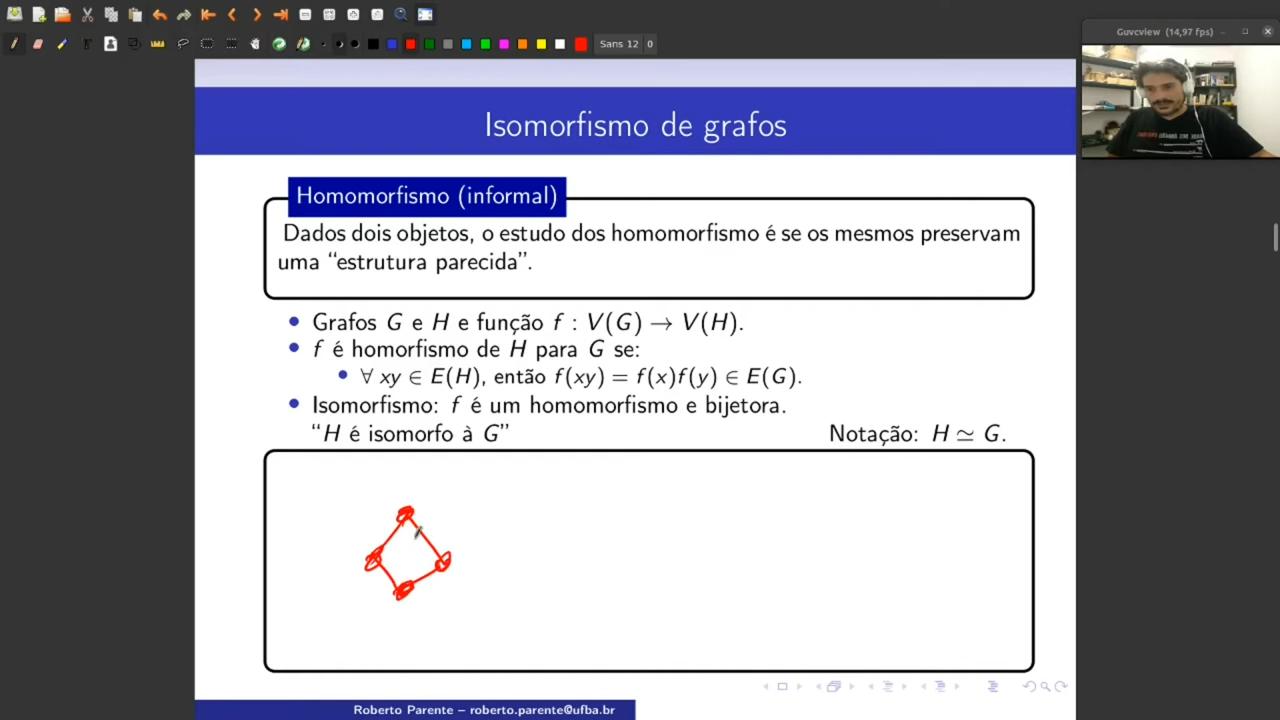 Sans 12 0
Guvcview (14,97 fps)
Isomorfismo de grafos
Homomorfismo (informal)
Dados dois objetos, o estudo dos homomorfismo é se os mesmos preservam
uma “estrutura parecida”.
Grafos G e H e função f : V(G) → V(H).
f é homorfismo de H para G se:
∀ xy ∈ E(H), então f(xy) = f(x)f(y) ∈ E(G).
Isomorfismo: f é um homomorfismo e bijetora.
“H é isomorfo à G” Notação: H ≃ G.
Roberto Parente – roberto.parente@ufba.br